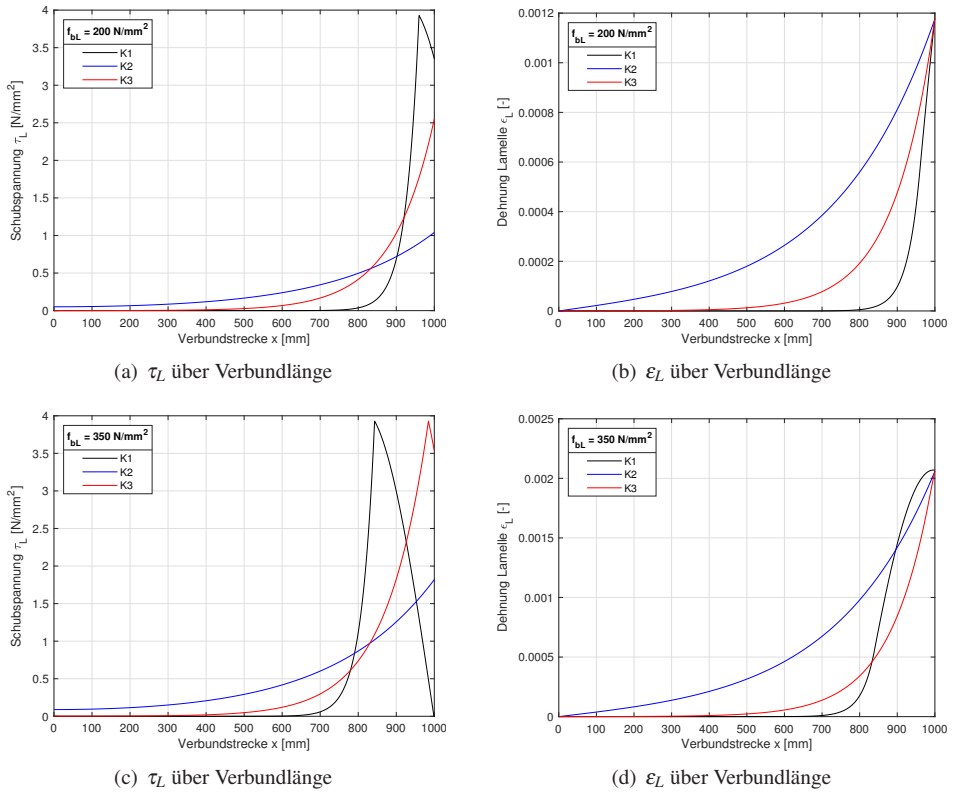 f_bL = 200 N/mm²
K1
K2
K3
Schubspannung τ_L [N/mm²]
4
3.5
3
2.5
2
1.5
1
0.5
0
0 100 200 300 400 500 600 700 800 900 1000
Verbundstrecke x [mm]
(a) τ_L über Verbundlänge
f_bL = 200 N/mm²
K1
K2
K3
Dehnung Lamelle ϵ_L [-]
0.0012
0.001
0.0008
0.0006
0.0004
0.0002
0
0 100 200 300 400 500 600 700 800 900 1000
Verbundstrecke x [mm]
(b) ε_L über Verbundlänge
f_bL = 350 N/mm²
K1
K2
K3
Schubspannung τ_L [N/mm²]
4
3.5
3
2.5
2
1.5
1
0.5
0
0 100 200 300 400 500 600 700 800 900 1000
Verbundstrecke x [mm]
(c) τ_L über Verbundlänge
f_bL = 350 N/mm²
K1
K2
K3
Dehnung Lamelle ϵ_L [-]
0.0025
0.002
0.0015
0.001
0.0005
0
0 100 200 300 400 500 600 700 800 900 1000
Verbundstrecke x [mm]
(d) ε_L über Verbundlänge